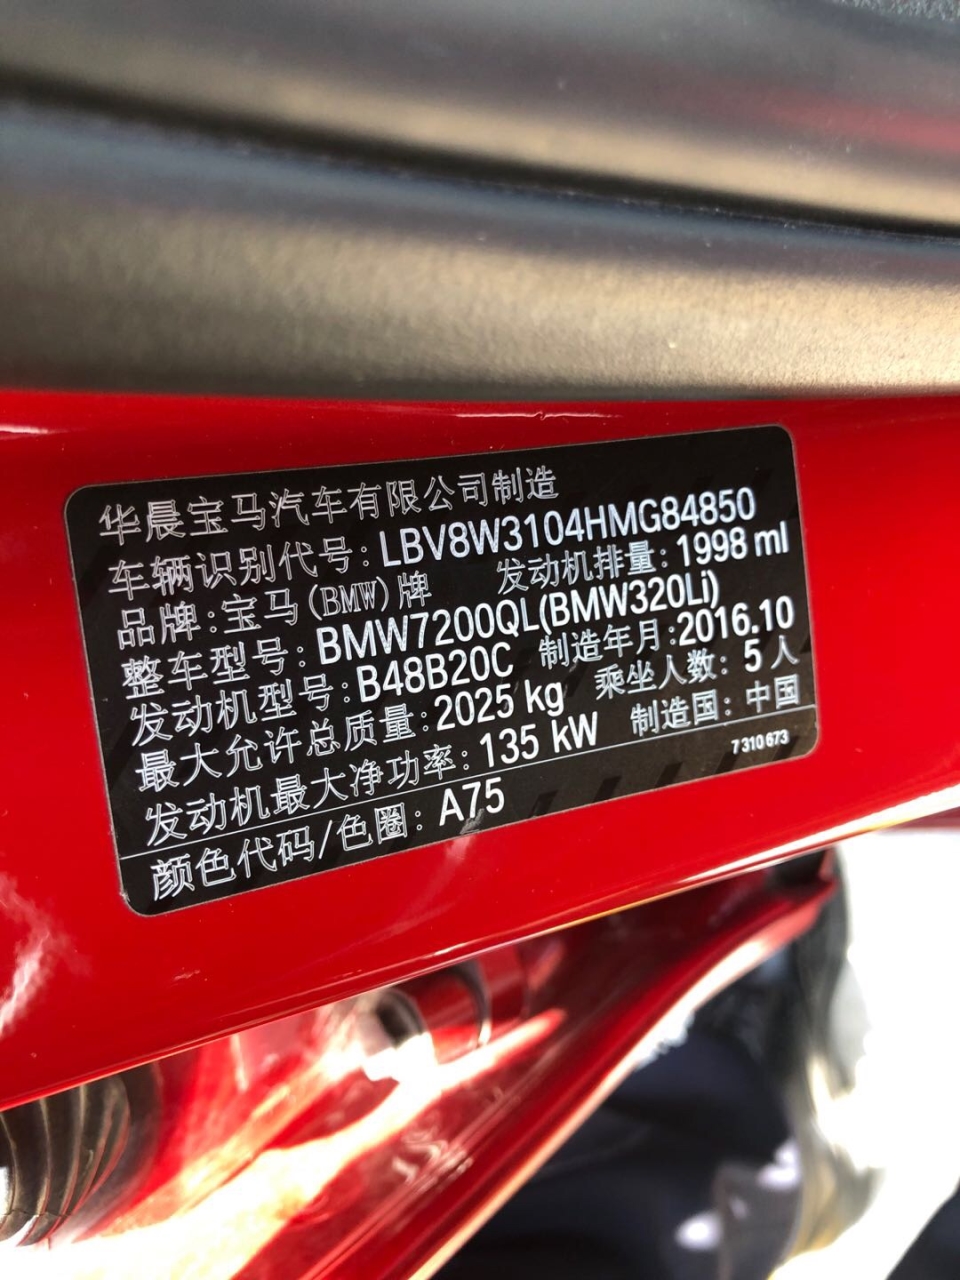 华晨宝马汽车有限公司制造
车辆识别代号: LBV8W3104HMG84850
品牌: 宝马(BMW)牌 发动机排量: 1998 ml
整车型号: BMW7200QL(BMW320Li)
发动机型号: B48B20C 制造年月:2016.10
最大允许总质量: 2025 kg 乘坐人数: 5 人
发动机最大净功率: 135 kW 制造国: 中国
7 310 673
颜色代码/色圈: A75